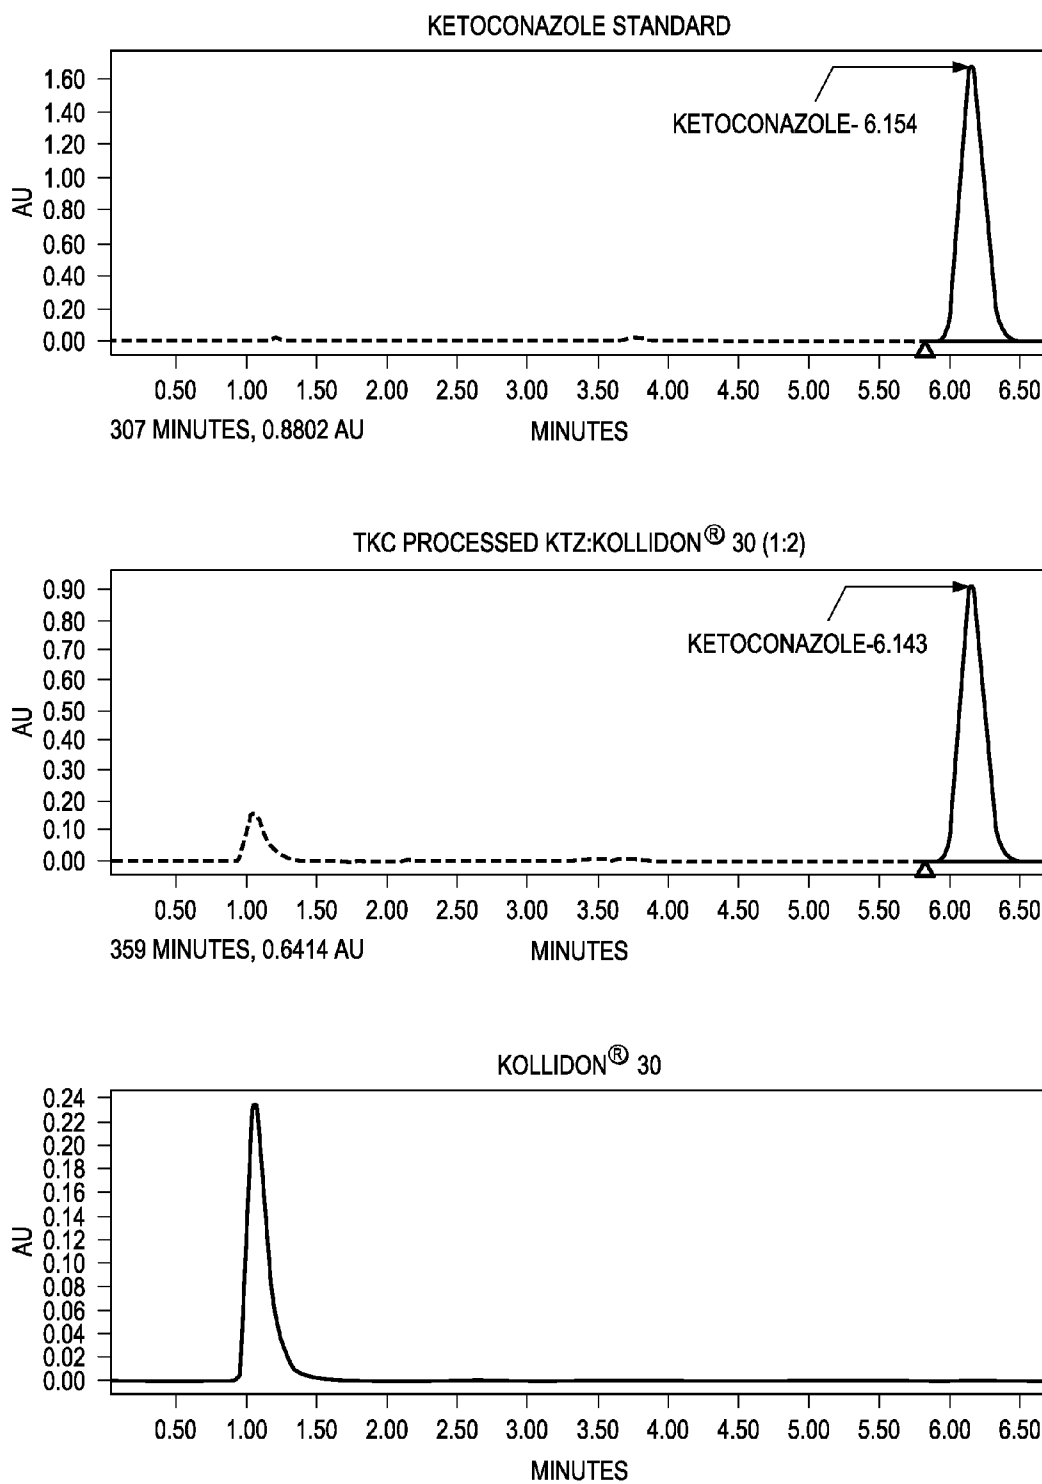 KETOCONAZOLE STANDARD
AU
1.60
1.40
1.20
1.00
0.80
0.60
0.40
0.20
0.00
KETOCONAZOLE- 6.154
0.50 1.00 1.50 2.00 2.50 3.00 3.50 4.00 4.50 5.00 5.50 6.00 6.50
307 MINUTES, 0.8802 AU MINUTES
TKC PROCESSED KTZ:KOLLIDON® 30 (1:2)
AU
0.90
0.80
0.70
0.60
0.50
0.40
0.30
0.20
0.10
0.00
KETOCONAZOLE-6.143
0.50 1.00 1.50 2.00 2.50 3.00 3.50 4.00 4.50 5.00 5.50 6.00 6.50
359 MINUTES, 0.6414 AU MINUTES
KOLLIDON® 30
AU
0.24
0.22
0.20
0.18
0.16
0.14
0.12
0.10
0.08
0.06
0.04
0.02
0.00
0.50 1.00 1.50 2.00 2.50 3.00 3.50 4.00 4.50 5.00 5.50 6.00 6.50
MINUTES